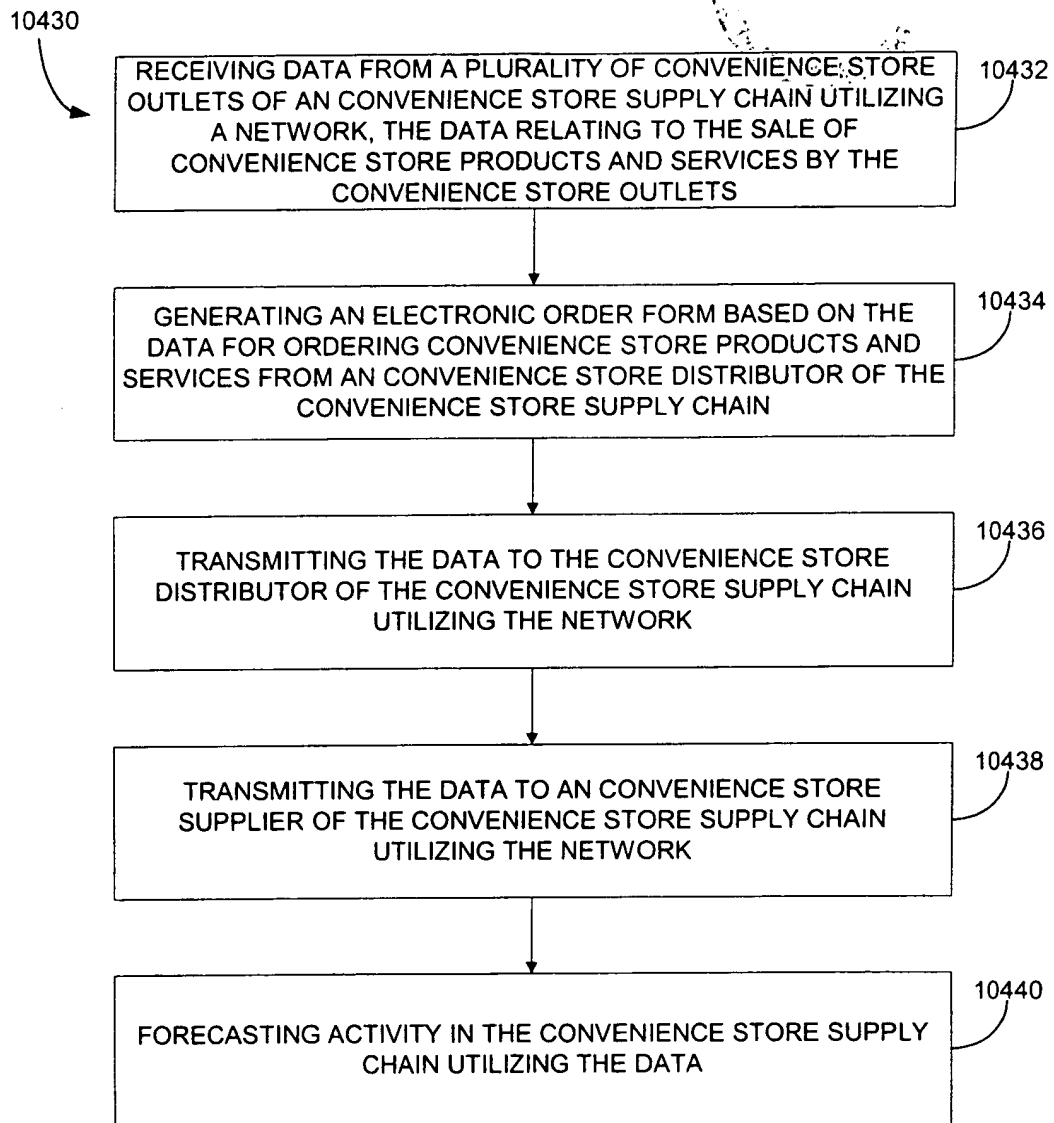 10430
RECEIVING DATA FROM A PLURALITY OF CONVENIENCE STORE
OUTLETS OF AN CONVENIENCE STORE SUPPLY CHAIN UTILIZING
A NETWORK, THE DATA RELATING TO THE SALE OF
CONVENIENCE STORE PRODUCTS AND SERVICES BY THE
CONVENIENCE STORE OUTLETS
10432
GENERATING AN ELECTRONIC ORDER FORM BASED ON THE
DATA FOR ORDERING CONVENIENCE STORE PRODUCTS AND
SERVICES FROM AN CONVENIENCE STORE DISTRIBUTOR OF THE
CONVENIENCE STORE SUPPLY CHAIN
10434
TRANSMITTING THE DATA TO THE CONVENIENCE STORE
DISTRIBUTOR OF THE CONVENIENCE STORE SUPPLY CHAIN
UTILIZING THE NETWORK
10436
TRANSMITTING THE DATA TO AN CONVENIENCE STORE
SUPPLIER OF THE CONVENIENCE STORE SUPPLY CHAIN
UTILIZING THE NETWORK
10438
FORECASTING ACTIVITY IN THE CONVENIENCE STORE SUPPLY
CHAIN UTILIZING THE DATA
10440